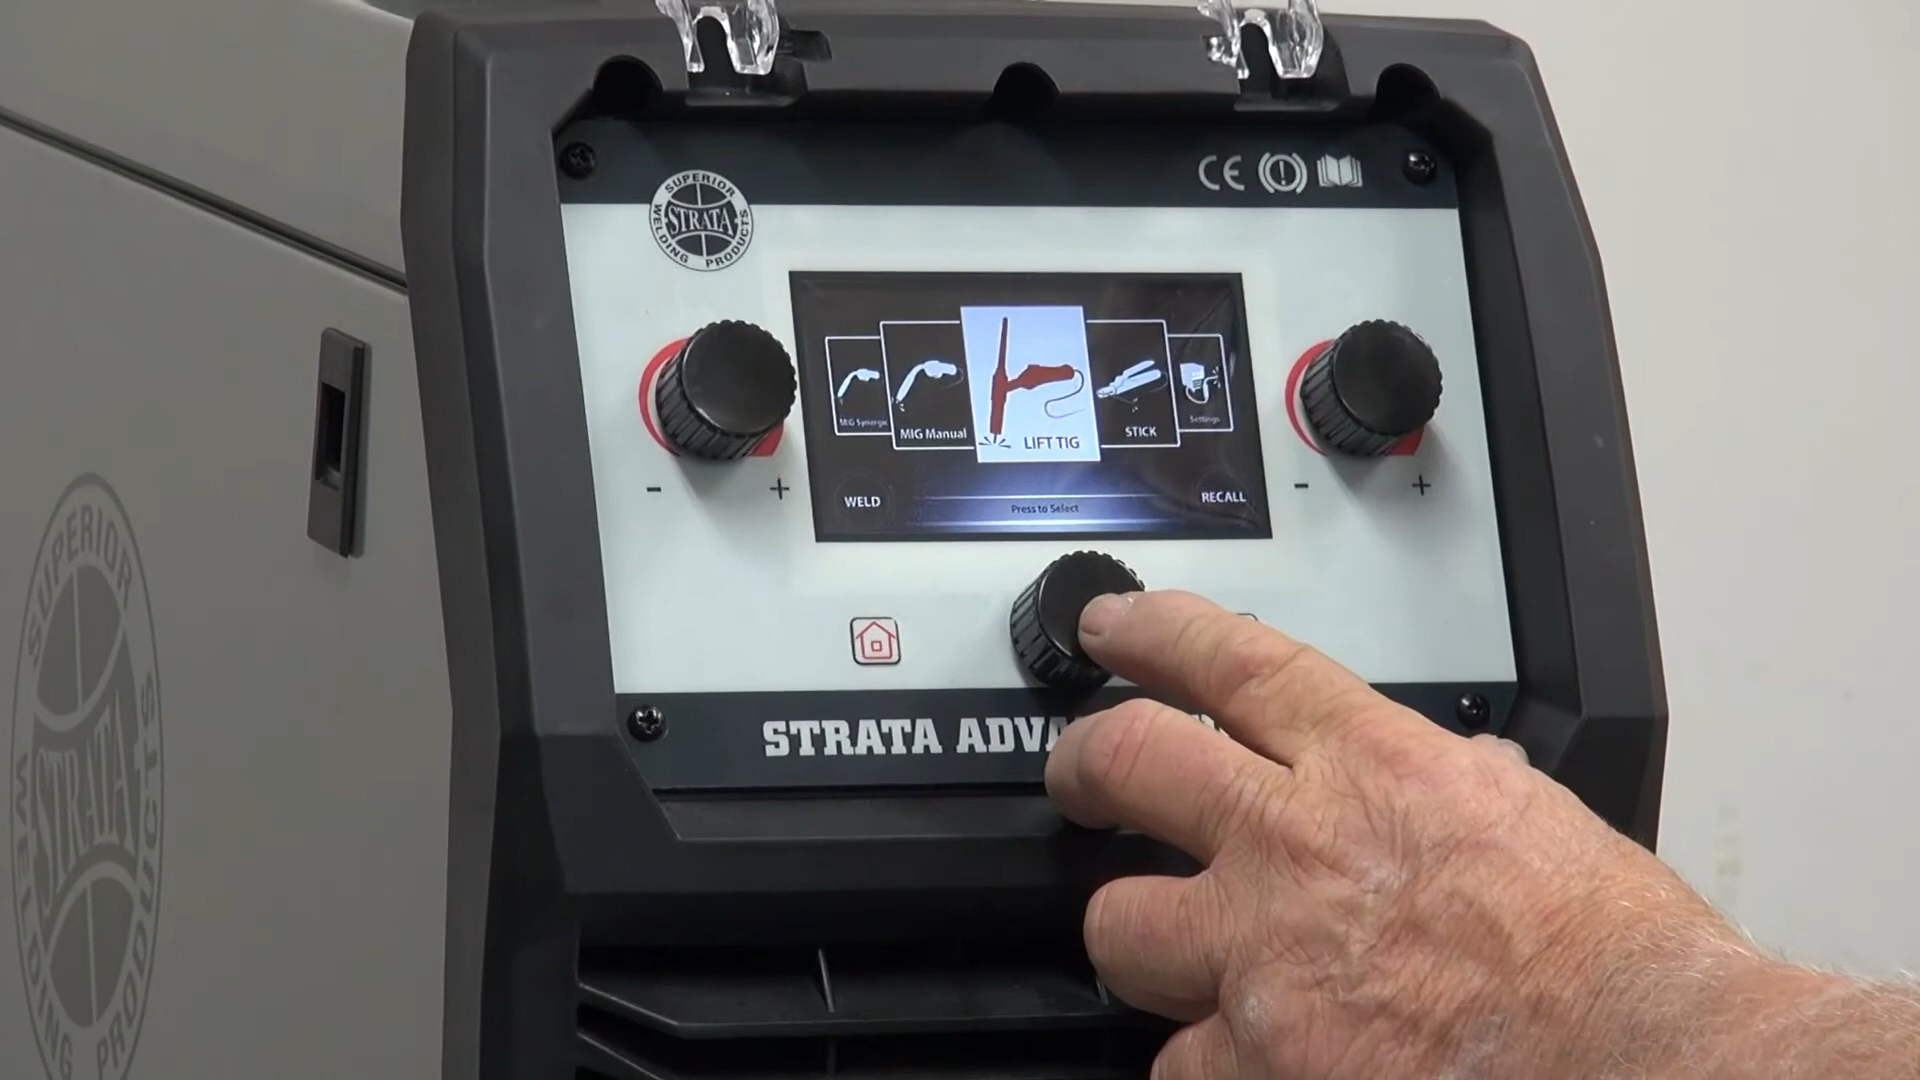 CE
SUPERIOR
STRATA
WELDING PRODUCTS
MIG Synergic
MIG Manual
LIFT TIG
STICK
Settings
WELD
Press to Select
RECALL
- +
- +
STRATA ADVA
SUPERIOR
STRATA
WELDING PRODUCTS